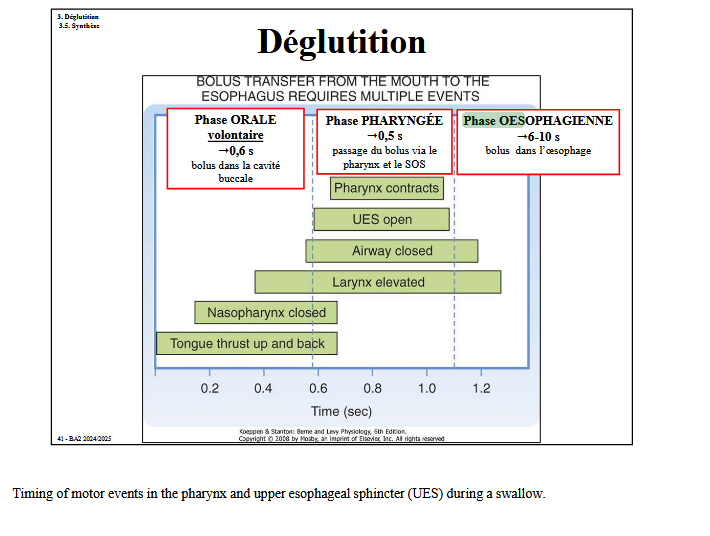 3. Déglutition
3.5. Synthèse
Déglutition
BOLUS TRANSFER FROM THE MOUTH TO THE
ESOPHAGUS REQUIRES MULTIPLE EVENTS
Phase ORALE
volontaire
→0,6 s
bolus dans la cavité
buccale
Phase PHARYNGÉE
→0,5 s
passage du bolus via le
pharynx et le SOS
Phase OESOPHAGIENNE
→6-10 s
bolus dans l'œsophage
Pharynx contracts
UES open
Airway closed
Larynx elevated
Nasopharynx closed
Tongue thrust up and back
0.2 0.4 0.6 0.8 1.0 1.2
Time (sec)
Koeppen & Stanton: Berne and Levy Physiology, 6th Edition.
Copyright © 2008 by Mosby, an imprint of Elsevier, Inc. All rights reserved
41 - BA2 2024/2025
Timing of motor events in the pharynx and upper esophageal sphincter (UES) during a swallow.